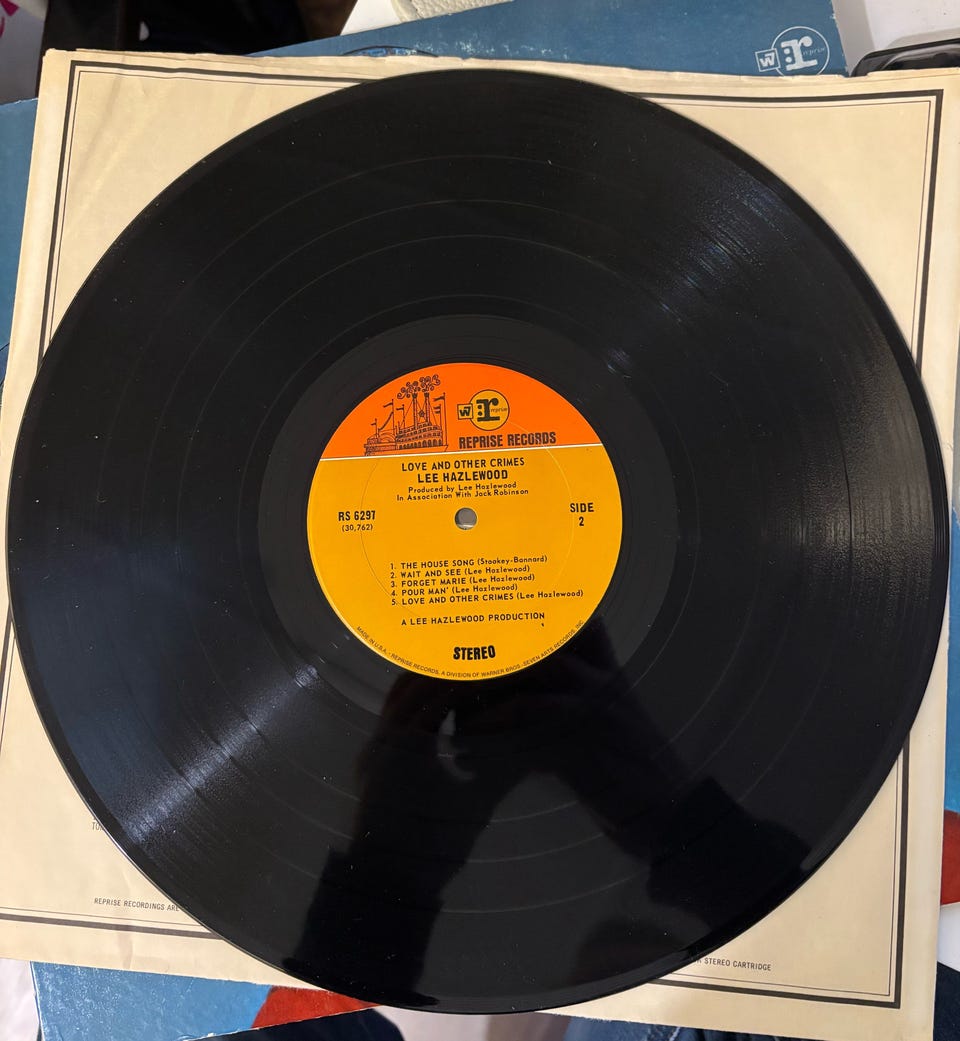 W
r
reprise
W
r
reprise
REPRISE RECORDS
LOVE AND OTHER CRIMES
LEE HAZLEWOOD
Produced by Lee Hazlewood
In Association With Jack Robinson
RS 6297
(30,762)
SIDE
2
1. THE HOUSE SONG (Stookey-Bannard)
2. WAIT AND SEE (Lee Hazlewood)
3. FORGET MARIE (Lee Hazlewood)
4. POUR MAN' (Lee Hazlewood)
5. LOVE AND OTHER CRIMES (Lee Hazlewood)
A LEE HAZLEWOOD PRODUCTION
STEREO
MADE IN U.S.A. - REPRISE RECORDS, A DIVISION OF WARNER BROS.-SEVEN ARTS RECORDS, INC.
REPRISE RECORDINGS ARE
STEREO CARTRIDGE